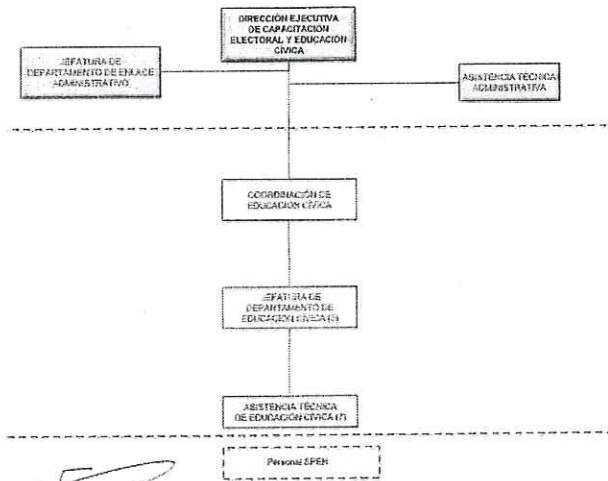 DIRECCIÓN EJECUTIVA
DE CAPACITACIÓN
ELECTORAL Y EDUCACIÓN
CÍVICA
JEFATURA DE
DEPARTAMENTO DE ENLACE
ADMINISTRATIVO
ASISTENCIA TÉCNICA
ADMINISTRATIVA
COORDINACIÓN DE
EDUCACIÓN CÍVICA
JEFATURA DE
DEPARTAMENTO DE
EDUCACIÓN CÍVICA
ASISTENCIA TÉCNICA
DE EDUCACIÓN CÍVICA (7)
Personal SPEN